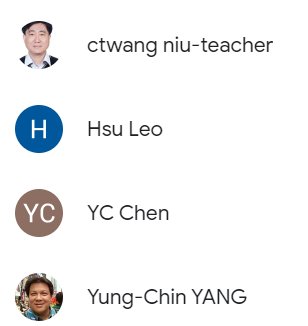 ctwang niu-teacher
H
Hsu Leo
YC
YC Chen
Yung-Chin YANG